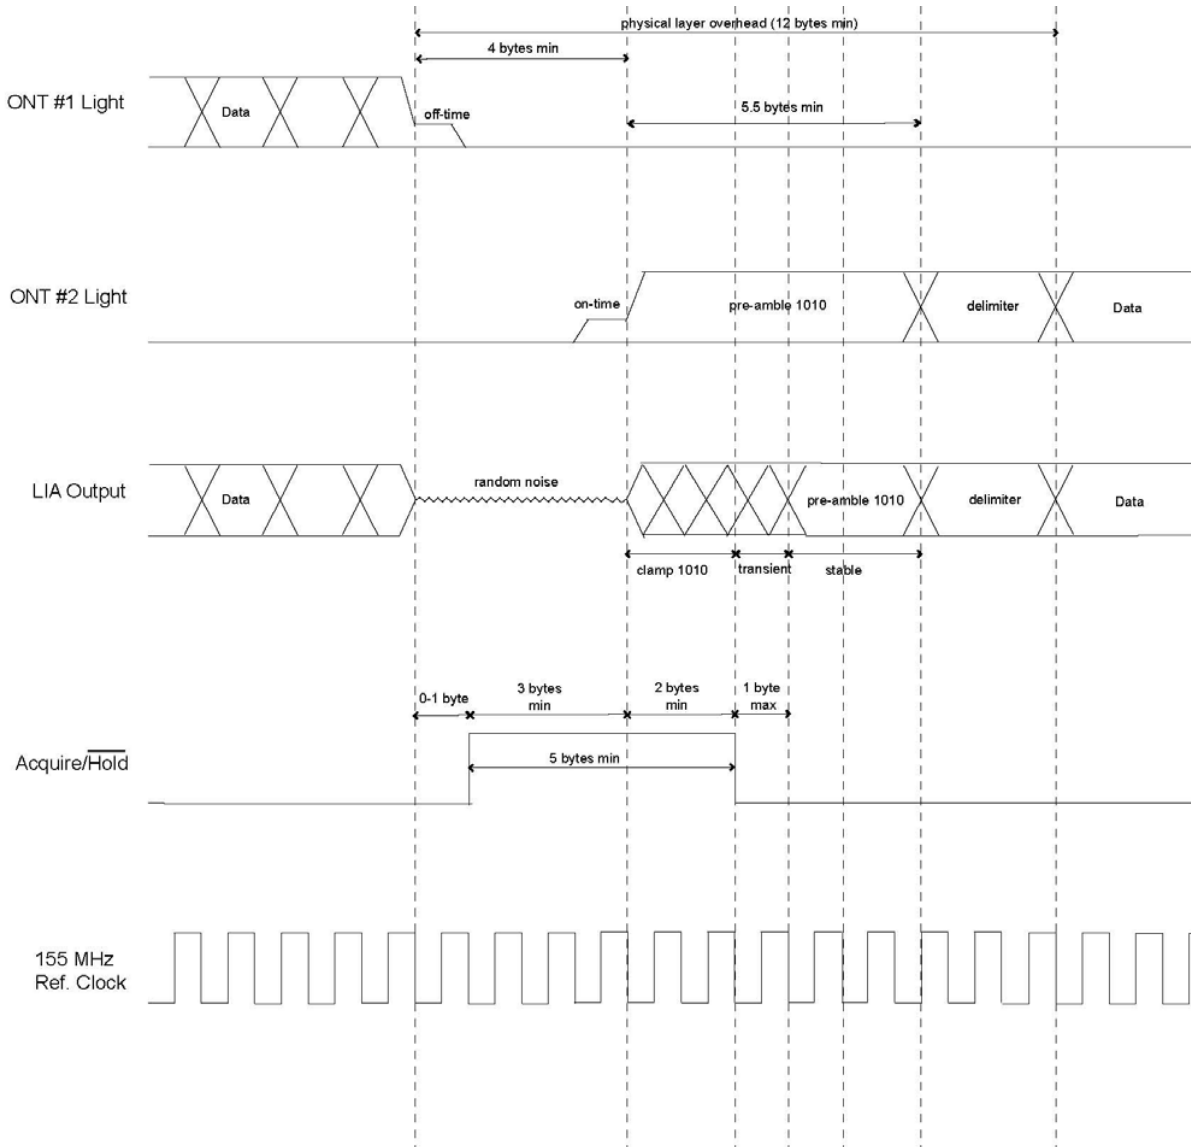 physical layer overhead (12 bytes min)
4 bytes min
ONT #1 Light
Data
off-time
5.5 bytes min
ONT #2 Light
on-time
pre-amble 1010
delimiter
Data
LIA Output
Data
random noise
pre-amble 1010
delimiter
Data
clamp 1010
transient
stable
0-1 byte
3 bytes
min
2 bytes
min
1 byte
max
Acquire/Hold
5 bytes min
155 MHz
Ref. Clock